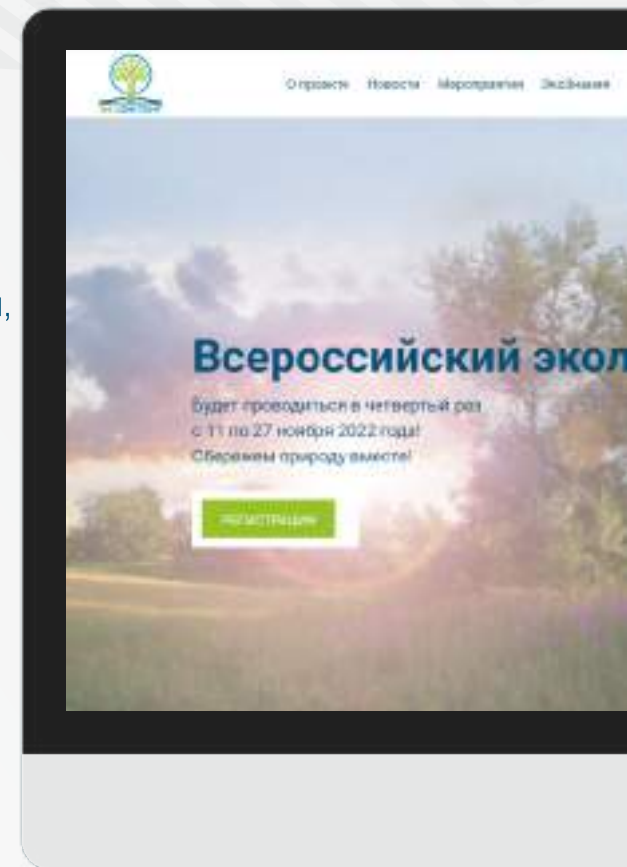 О проекте Новости Мероприятия ЭкоЗнания
Всероссийский экол
Будет проводиться в четвертый раз
с 11 по 27 ноября 2022 года!
Сбережем природу вместе!
РЕГИСТРАЦИЯ